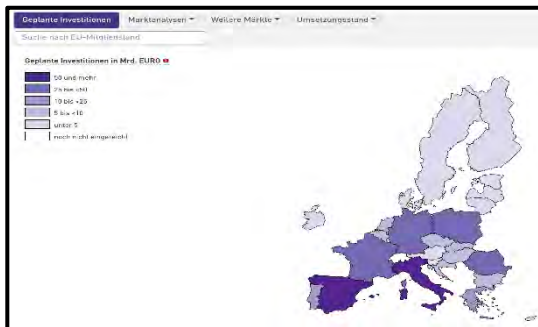 Geplante Investitionen Marktanalysen Weitere Märkte Umsetzungsstand
Suche nach EU-Mitgliedsland
Geplante Investitionen in Mrd. EURO
50 und mehr
25 bis <50
10 bis <25
5 bis <10
unter 5
noch nicht eingereicht